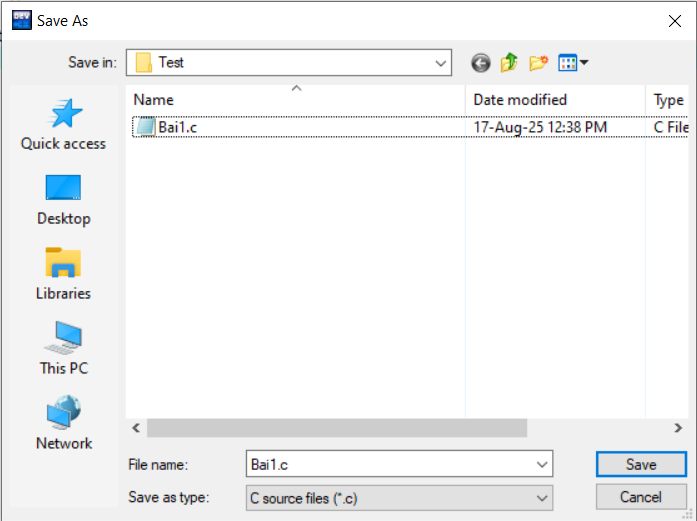 DEV
Save As
Save in: Test
Name Date modified Type
Bai1.c 17-Aug-25 12:38 PM C File
Quick access
Desktop
Libraries
This PC
Network
File name: Bai1.c Save
Save as type: C source files (*.c) Cancel